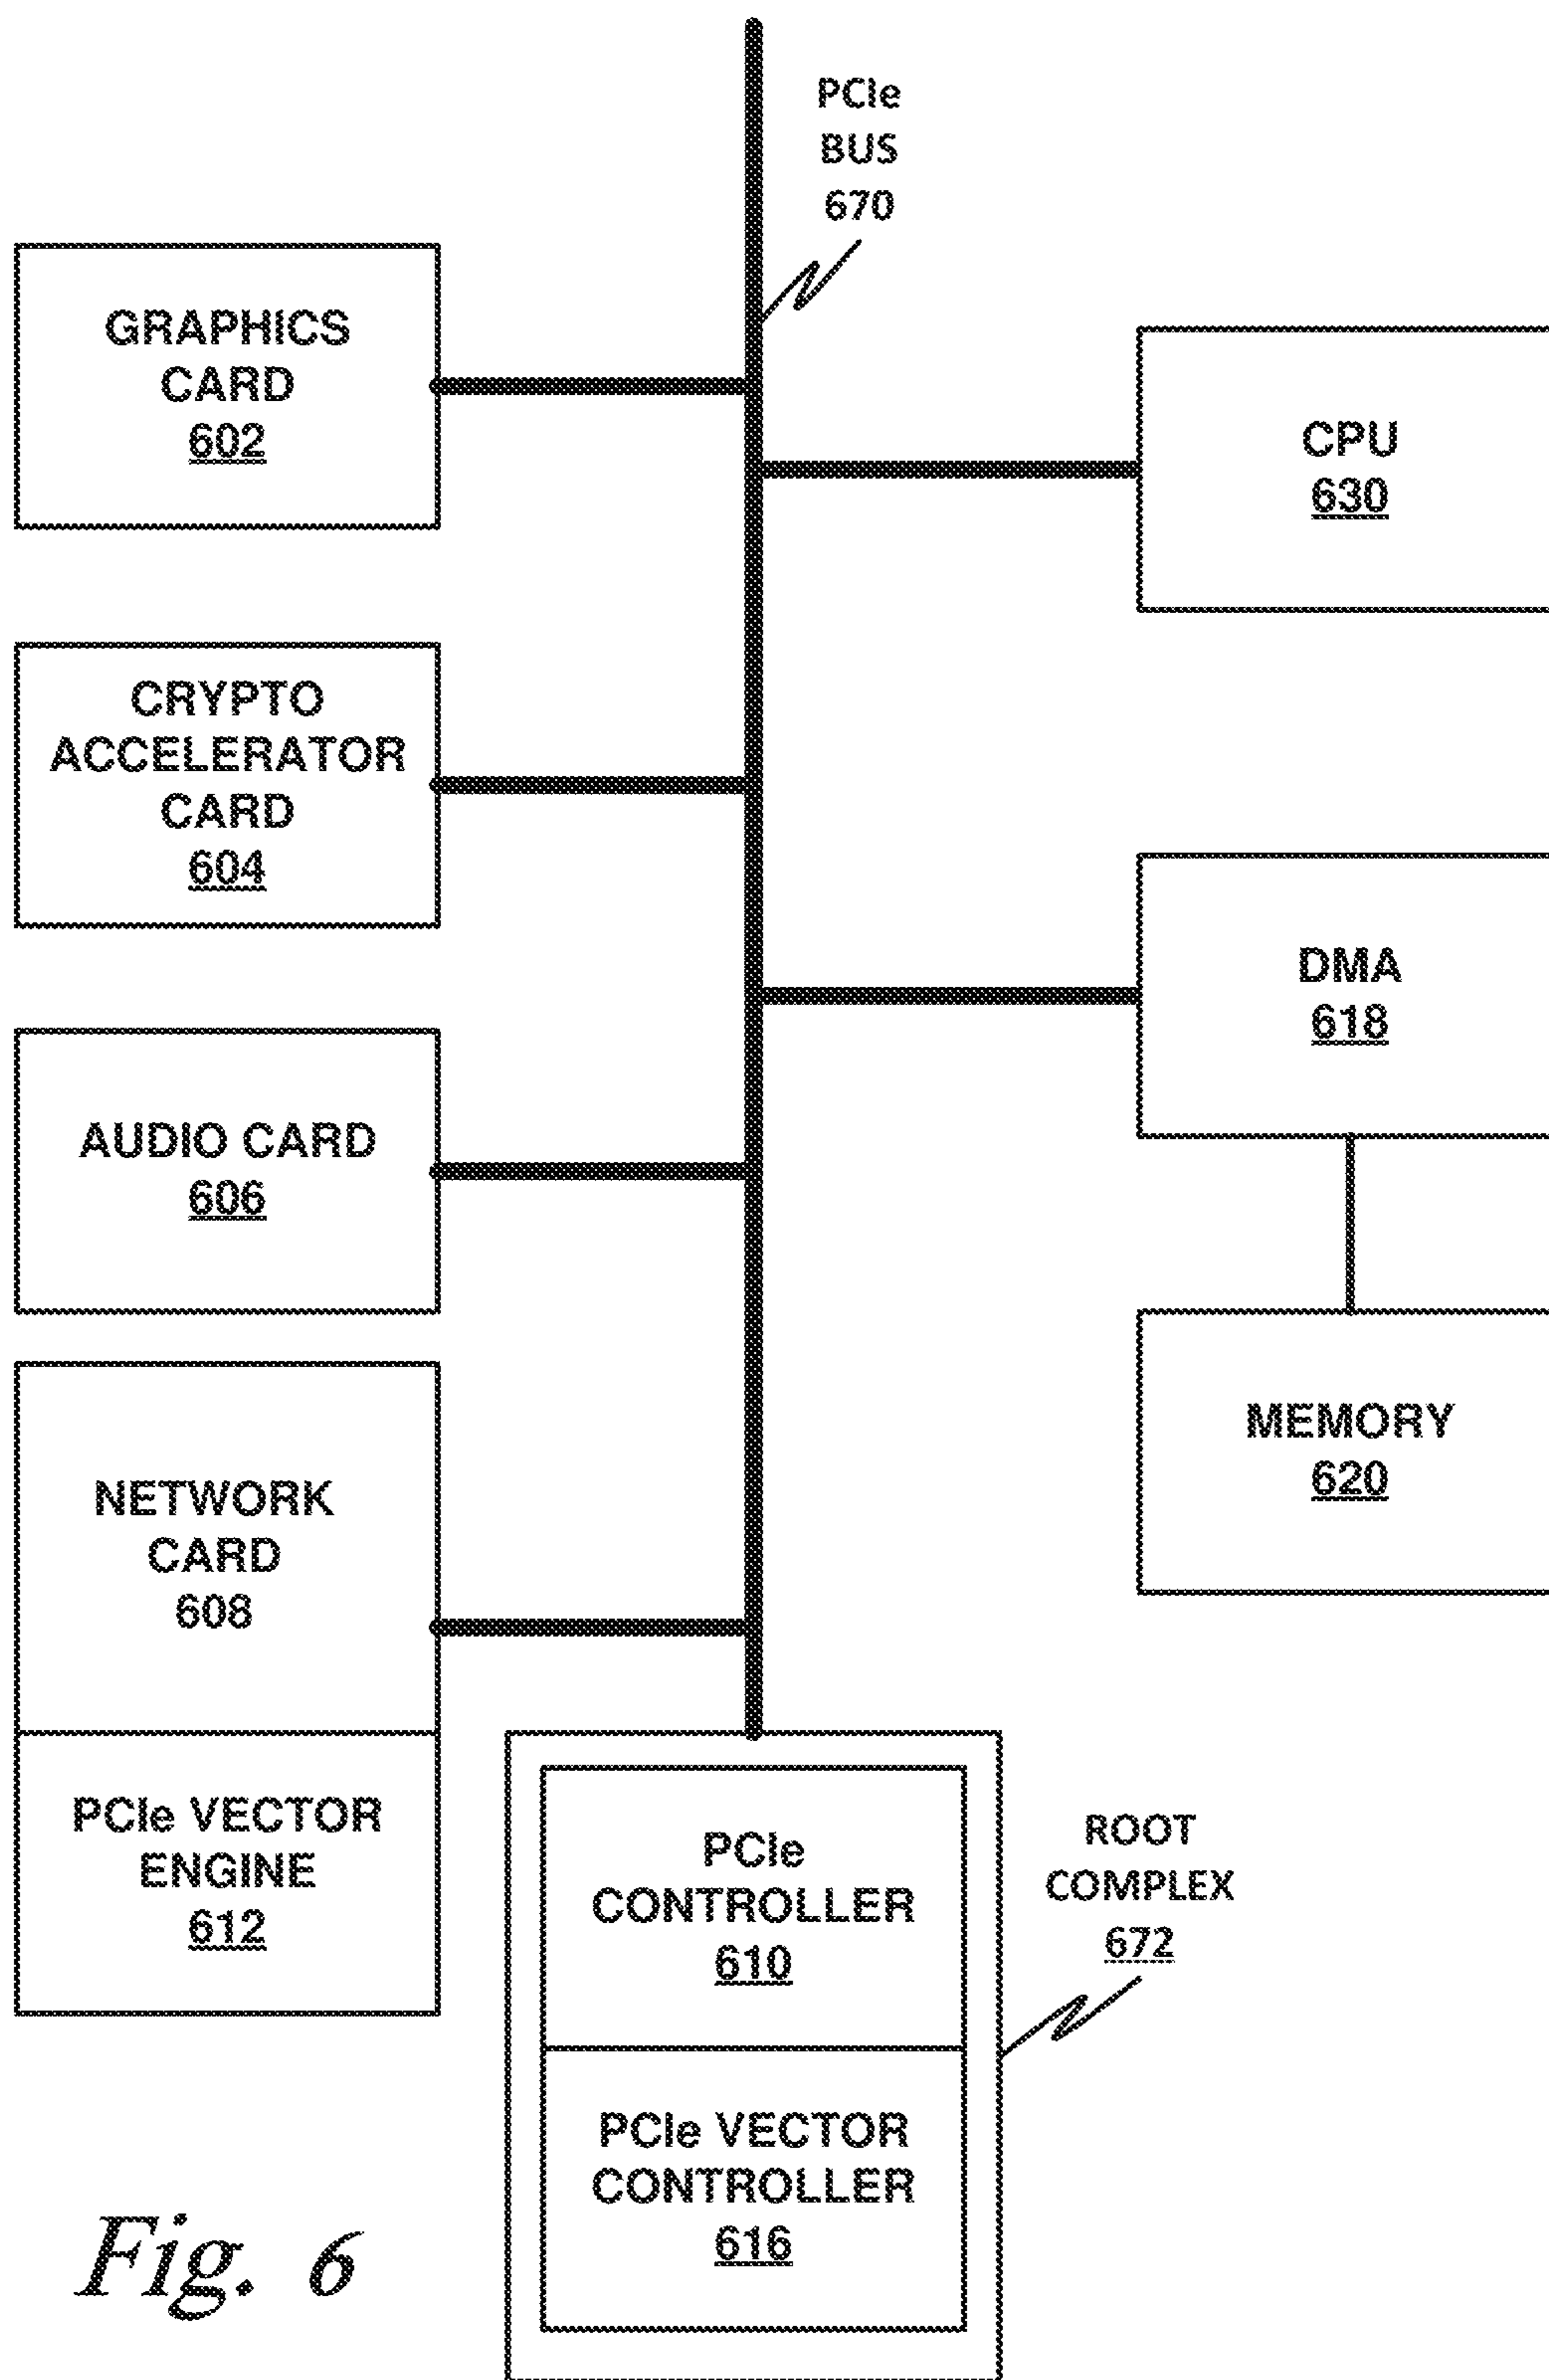 PCIe
BUS
670
GRAPHICS
CARD
602
CPU
630
CRYPTO
ACCELERATOR
CARD
604
DMA
618
AUDIO CARD
606
MEMORY
620
NETWORK
CARD
608
PCIe VECTOR
ENGINE
612
PCIe
CONTROLLER
610
ROOT
COMPLEX
672
PCIe VECTOR
CONTROLLER
616
Fig. 6